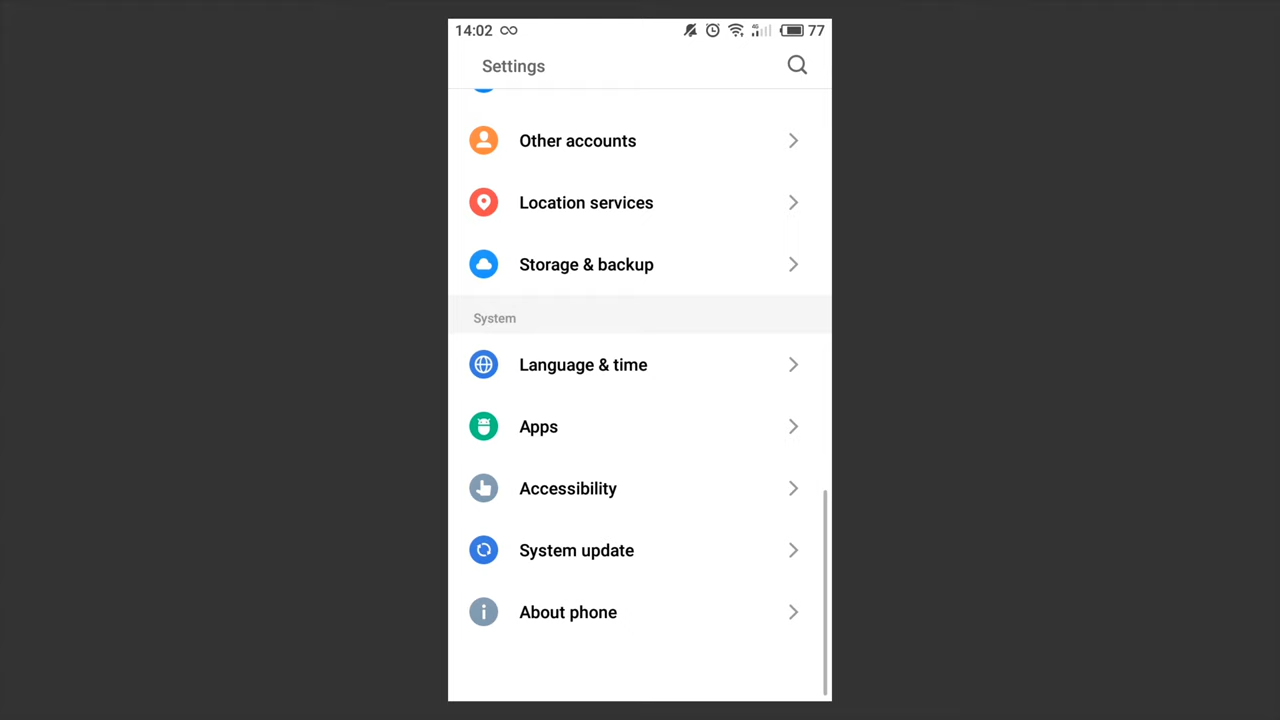 14:02
4G
77
Settings
Other accounts
Location services
Storage & backup
System
Language & time
Apps
Accessibility
System update
About phone